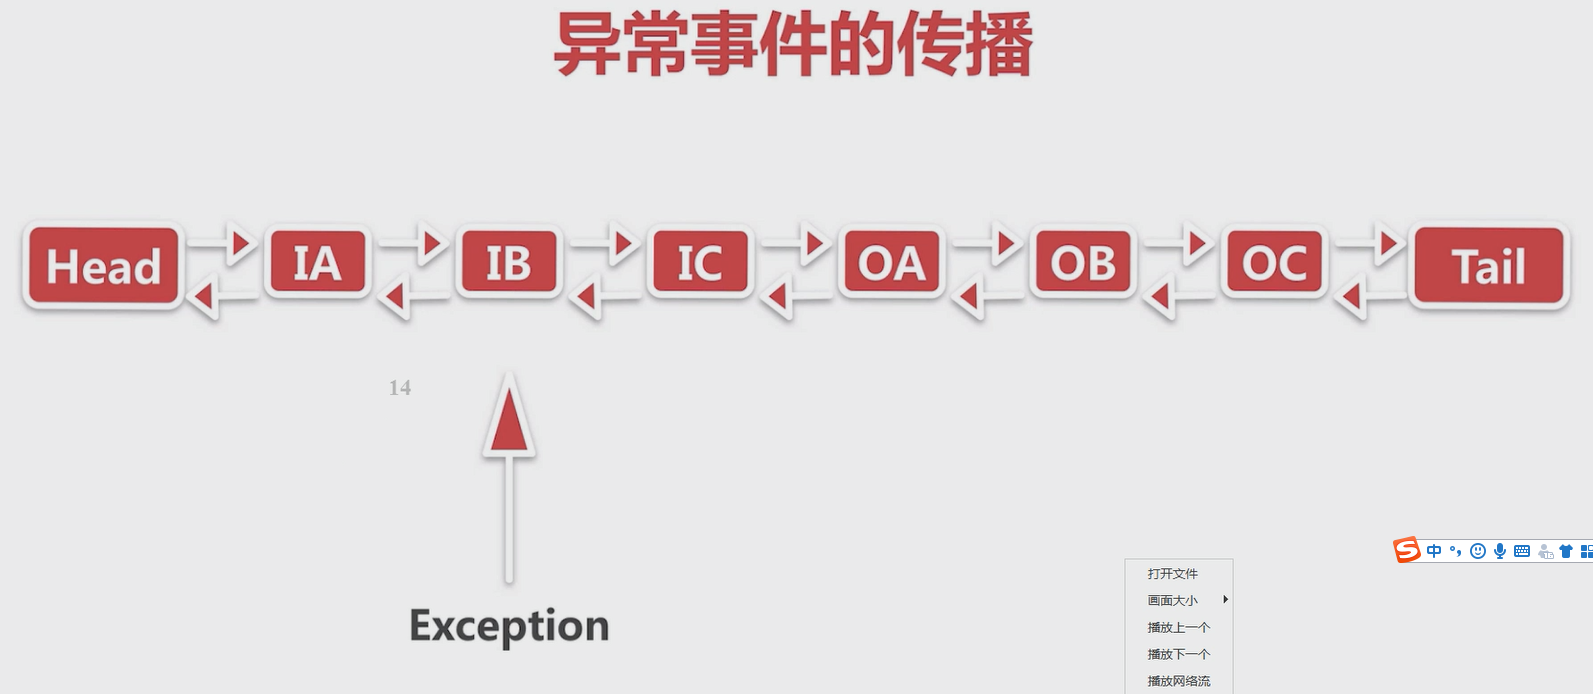 异常事件的传播
Head IA IB IC OA OB OC Tail
14
Exception
中
打开文件
画面大小
播放上一个
播放下一个
播放网络流